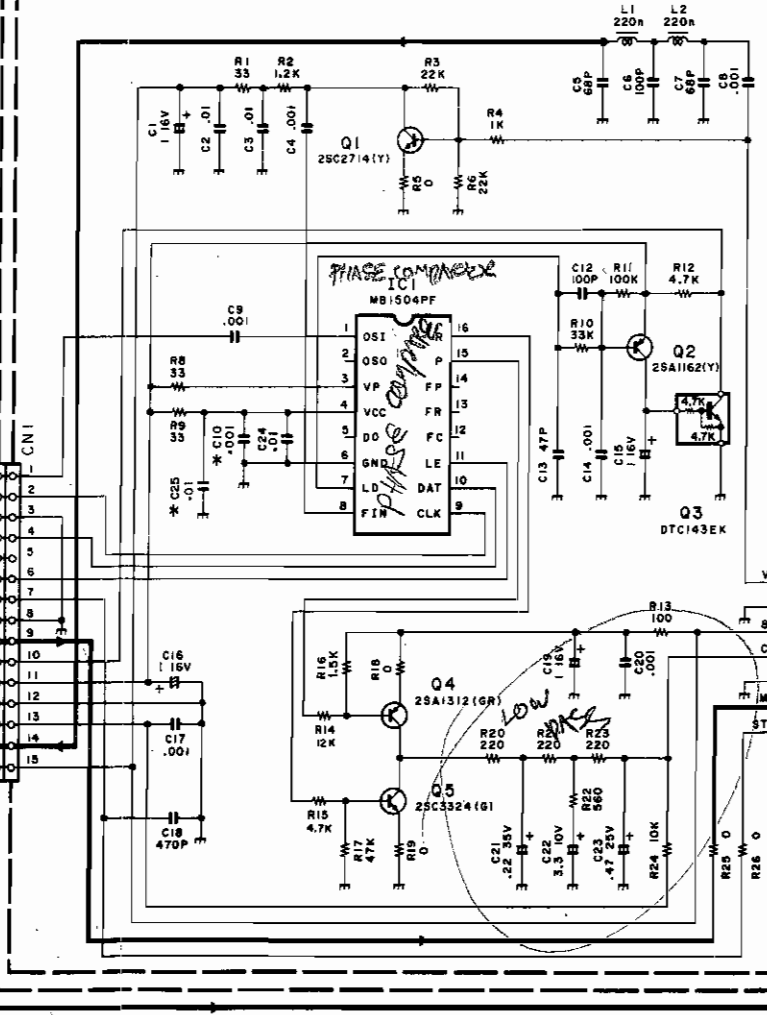 L1 L2
220n 220n
R1 R2 R3
33 1.2K 22K
C5 68P
C6 100P
C7 68P
C8 .001
C1 1 16V +
C2 .01
C3 .01
C4 .001
R4
1K
Q1
2SC2714(Y)
R5 0
R6 22K
PHASE COMPARER
IC1
MB1504PF
C9
.001
C12 R11 R12
100P 100K 4.7K
R10
33K
Q2
2SA1162(Y)
4.7K
4.7K
1 OSI R 16
2 OSO P 15
3 VP FP 14
4 VCC FR 13
5 DO FC 12
6 GND LE 11
7 LD DAT 10
8 FIN CLK 9
PHASE COMPARE
R8
33
R9
33
* C10 .001
C24 .01
* C25 .01
C13 47P
C14 .001
C15 1 16V +
Q3
DTC143EK
CN1
1
2
3
4
5
6
7
8
9
10
11
12
13
14
15
C16
1 16V
+
C17
.001
C18
470P
R13
100
R16 1.5K
R18 0
C19 1 16V +
C20 .001
Q4
2SA1312(GR)
LOW PASS
R14
12K
R20 R21 R23
220 220 220
Q5
2SC3324(G)
R15
4.7K
R22
560
R17 47K
R19 0
C21 .22 35V +
C22 3.3 10V +
C23 .47 25V +
R24 10K
R25 0
R26 0
V
8
C
M
ST